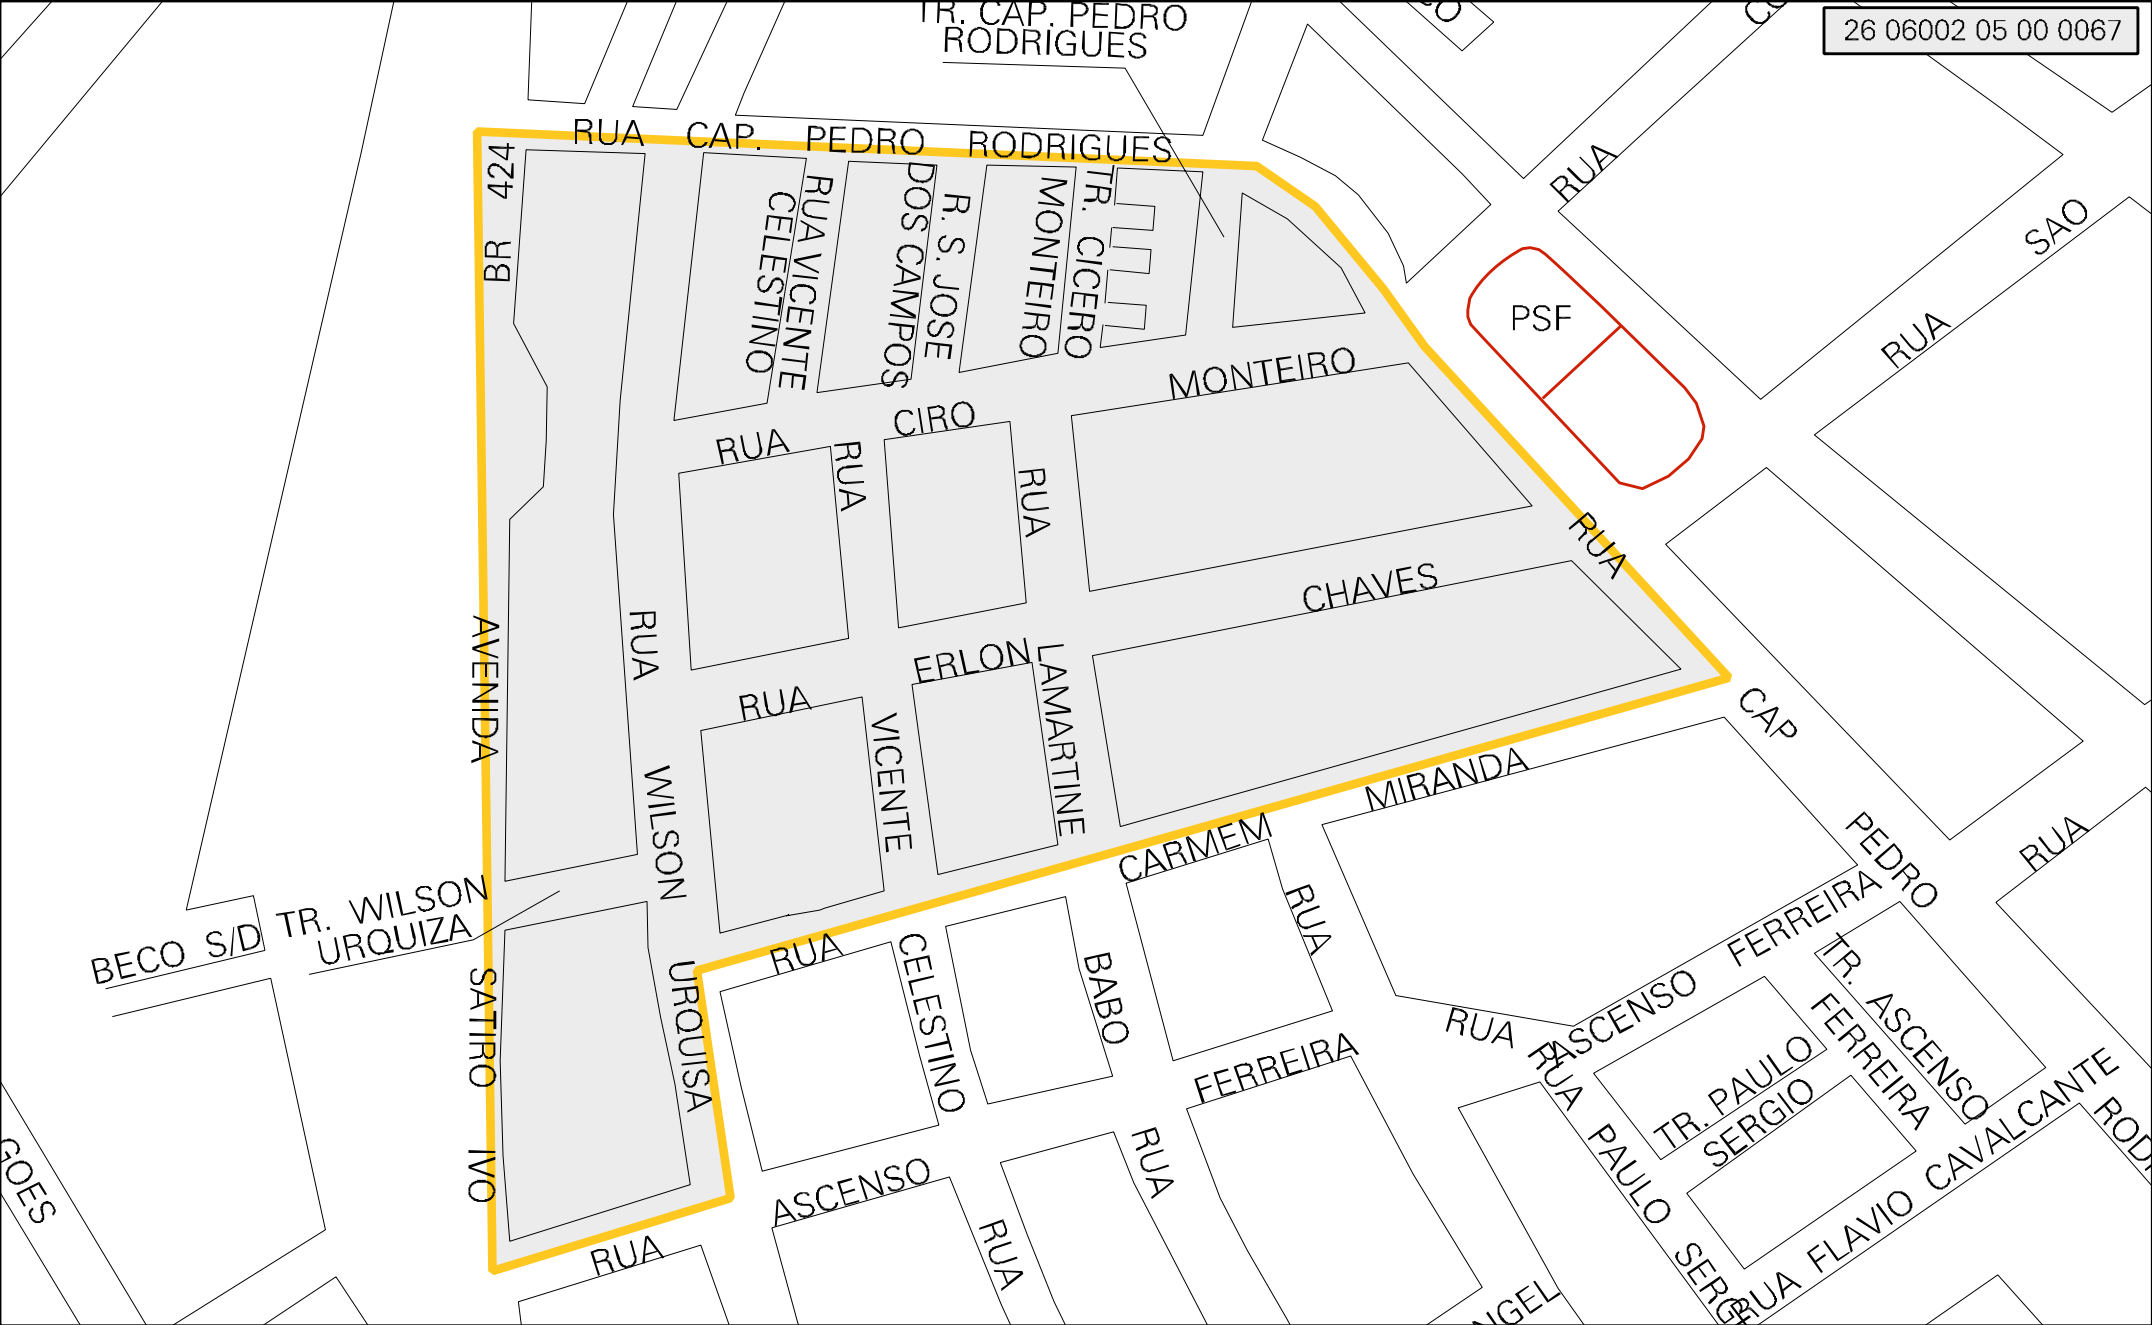 TR. CAP. PEDRO
RODRIGUES
26 06002 05 00 0067
RUA CAP. PEDRO RODRIGUES
BR 424
RUA VICENTE
CELESTINO
R. S. JOSE
DOS CAMPOS
TR. CICERO
MONTEIRO
RUA
SAO
RUA
PSF
RUA CIRO MONTEIRO
RUA VICENTE CELESTINO
RUA LAMARTINE BABO
RUA CAP PEDRO
RUA ERLON CHAVES
RUA WILSON URQUISA
AVENIDA SATIRO IVO
RUA CARMEM MIRANDA
TR. WILSON
URQUIZA
BECO S/D
RUA
RUA
RUA ASCENSO FERREIRA
RUA ASCENSO FERREIRA
TR. ASCENSO
FERREIRA
TR. PAULO
SERGIO
RUA PAULO
RUA FLAVIO CAVALCANTE
RUA
RUA
GOES